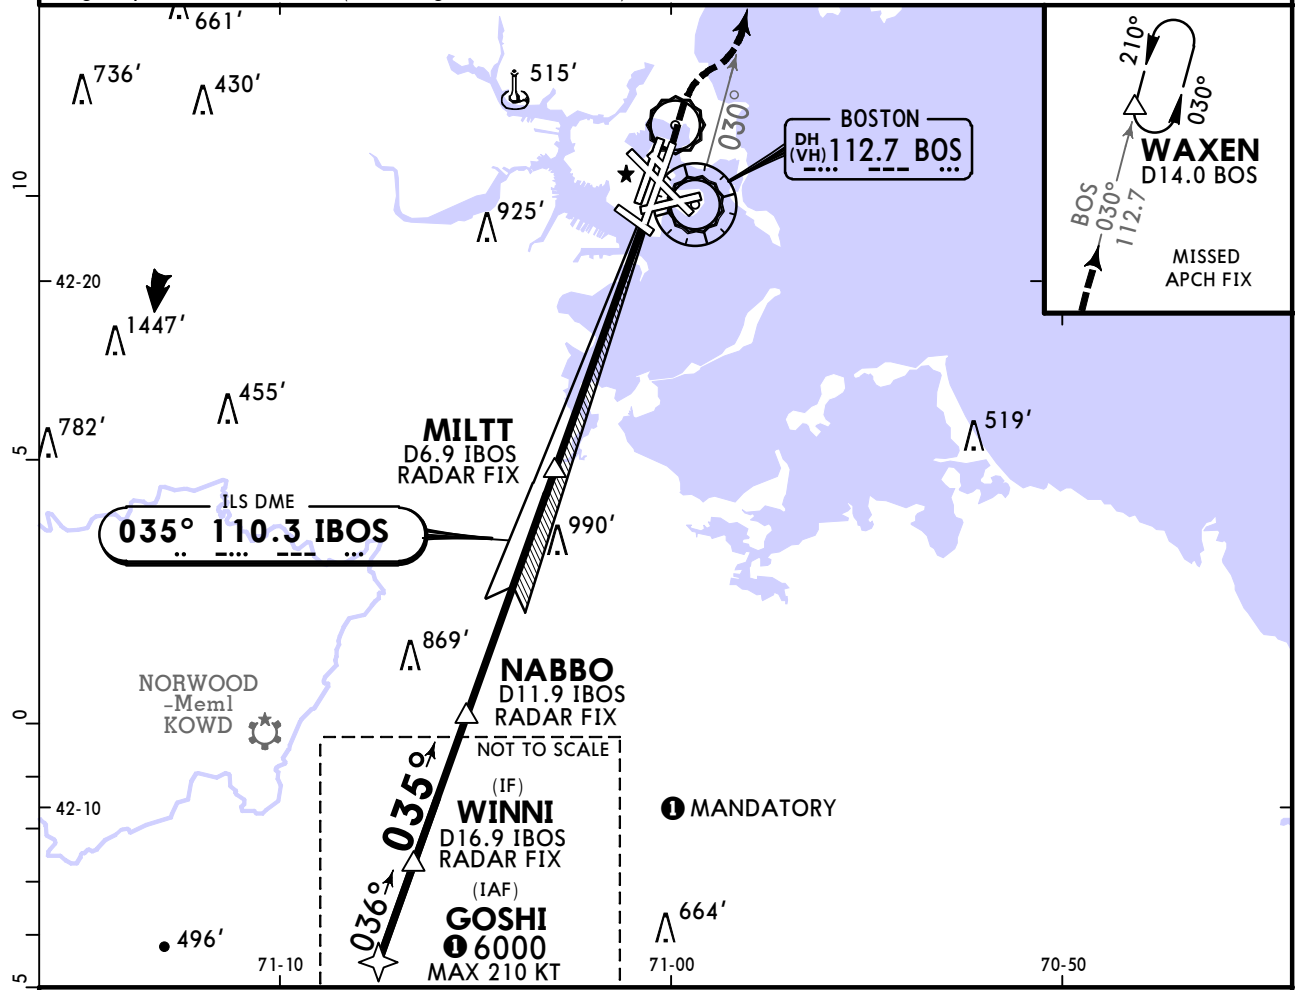 661'
736'
430'
515'
030°
BOSTON
DH
(VH) 112.7 BOS
210°
030°
WAXEN
D14.0 BOS
BOS
030°
112.7
MISSED
APCH FIX
10
925'
42-20
1447'
455'
782'
MILTT
D6.9 IBOS
RADAR FIX
519'
5
ILS DME
035° 110.3 IBOS
990'
869'
NABBO
D11.9 IBOS
RADAR FIX
NORWOOD
-Meml
KOWD
0
NOT TO SCALE
035°
(IF)
WINNI
D16.9 IBOS
RADAR FIX
1 MANDATORY
42-10
036°
(IAF)
GOSHI
1 6000
MAX 210 KT
664'
496'
71-10
71-00
70-50
5